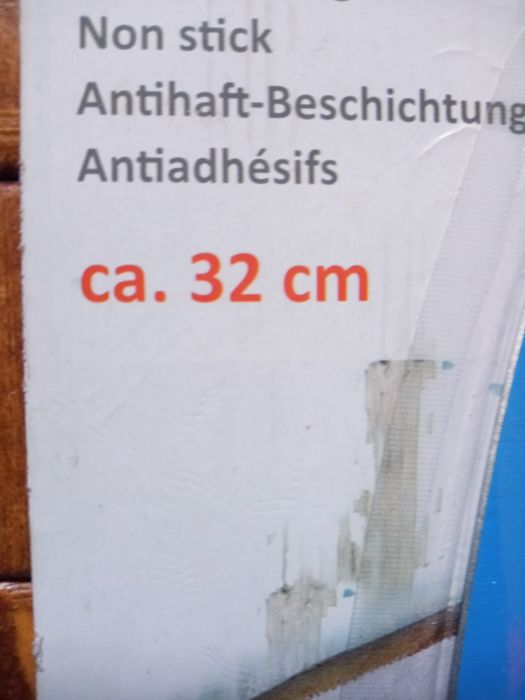 Non stick
Antihaft-Beschichtung
Antiadhésifs
ca. 32 cm